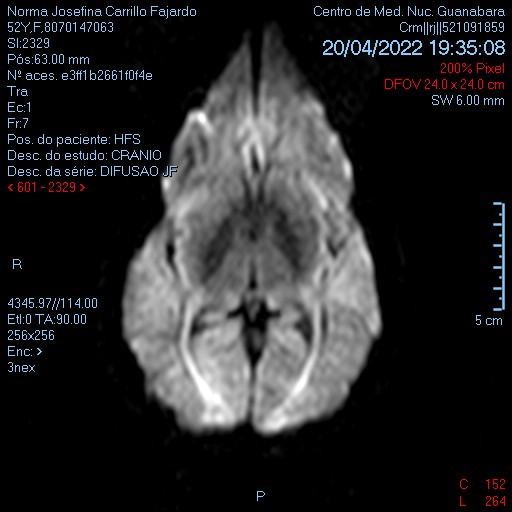 Norma Josefina Carrillo Fajardo
52Y,F,8070147063
SI:2329
Pós:63.00 mm
Nº aces. e3ff1b2661f0f4e
Tra
Ec:1
Fr:7
Pos. do paciente: HFS
Desc. do estudo: CRANIO
Desc. da série: DIFUSAO JF
< 601 - 2329 >
Centro de Med. Nuc. Guanabara
Crm||rj||521091859
20/04/2022 19:35:08
200% Pixel
DFOV 24.0 x 24.0 cm
SW 6.00 mm
R
5 cm
4345.97//114.00
Etl:0 TA:90.00
256x256
Enc: >
3nex
P
C 152
L 264